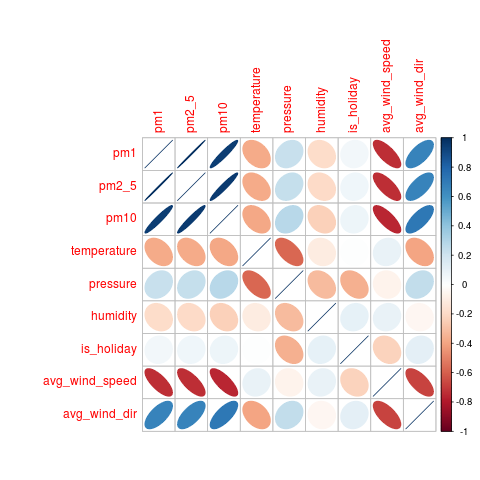 pm1
pm2_5
pm10
temperature
pressure
humidity
is_holiday
avg_wind_speed
avg_wind_dir
pm1
pm2_5
pm10
temperature
pressure
humidity
is_holiday
avg_wind_speed
avg_wind_dir
1
0.8
0.6
0.4
0.2
0
-0.2
-0.4
-0.6
-0.8
-1